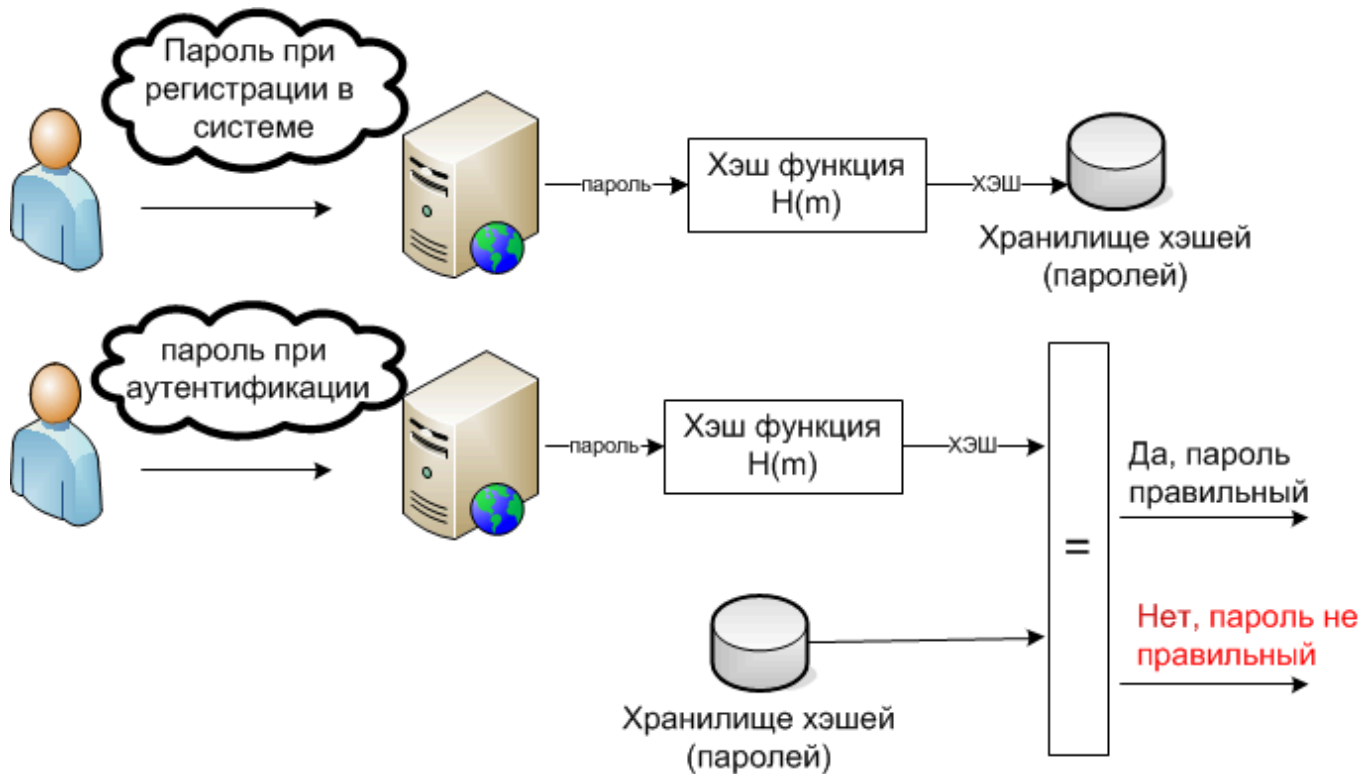 Пароль при
регистрации в
системе
пароль
Хэш функция
H(m)
ХЭШ
Хранилище хэшей
(паролей)
пароль при
аутентификации
пароль
Хэш функция
H(m)
ХЭШ
=
Да, пароль
правильный
Нет, пароль не
правильный
Хранилище хэшей
(паролей)